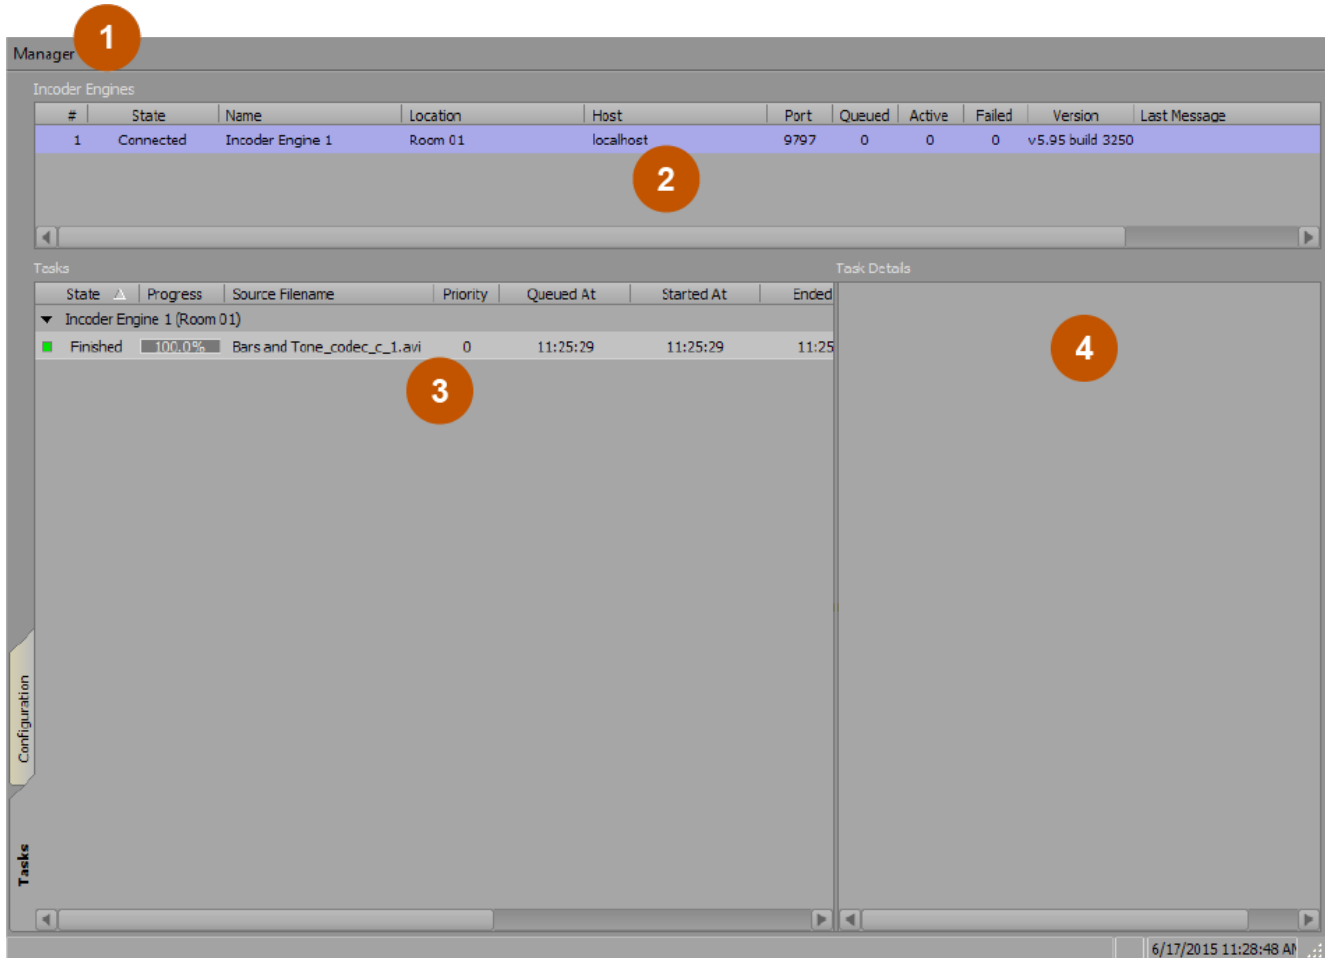 1
Manager
Incoder Engines
# State Name Location Host Port Queued Active Failed Version Last Message
1 Connected Incoder Engine 1 Room 01 localhost 9797 0 0 0 v5.95 build 3250
2
Tasks Task Details
State Progress Source Filename Priority Queued At Started At Ended
Incoder Engine 1 (Room 01)
Finished 100.0% Bars and Tone_codec_c_1.avi 0 11:25:29 11:25:29 11:25
4
3
Configuration
Tasks
6/17/2015 11:28:48 AM